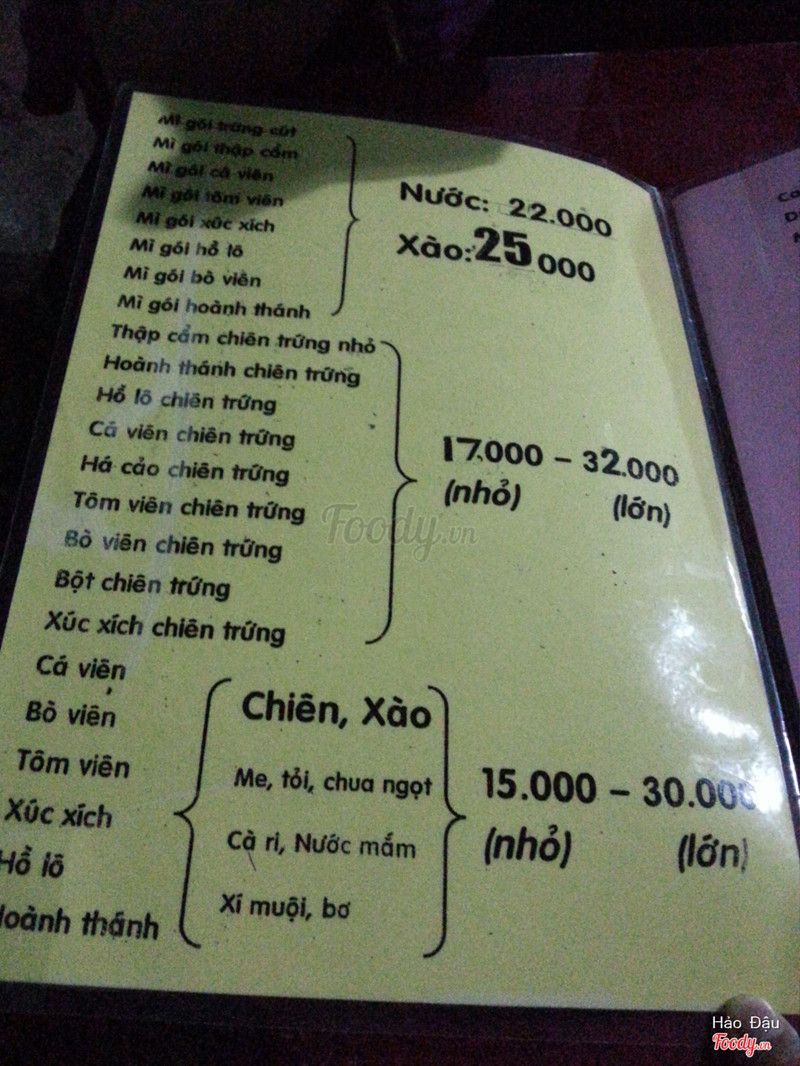 Mì gói trứng cút
Mì gói thập cẩm
Mì gói cá viên
Mì gói tôm viên
Mì gói xúc xích
Mì gói hồ lô
Mì gói bò viên
Mì gói hoành thánh
Nước: 22.000
Xào: 25 000
Thập cẩm chiên trứng nhỏ
Hoành thánh chiên trứng
Hồ lô chiên trứng
Cá viên chiên trứng
Há cảo chiên trứng
Tôm viên chiên trứng
Bò viên chiên trứng
Bột chiên trứng
Xúc xích chiên trứng
17.000 – 32.000
(nhỏ) (lớn)
Cá viên
Bò viên
Tôm viên
Xúc xích
Hồ lô
Hoành thánh
Chiên, Xào
Me, tỏi, chua ngọt
Cà ri, Nước mắm
Xí muội, bơ
15.000 – 30.000
(nhỏ) (lớn)
Foody.vn
Hảo Đậu
Foody.vn